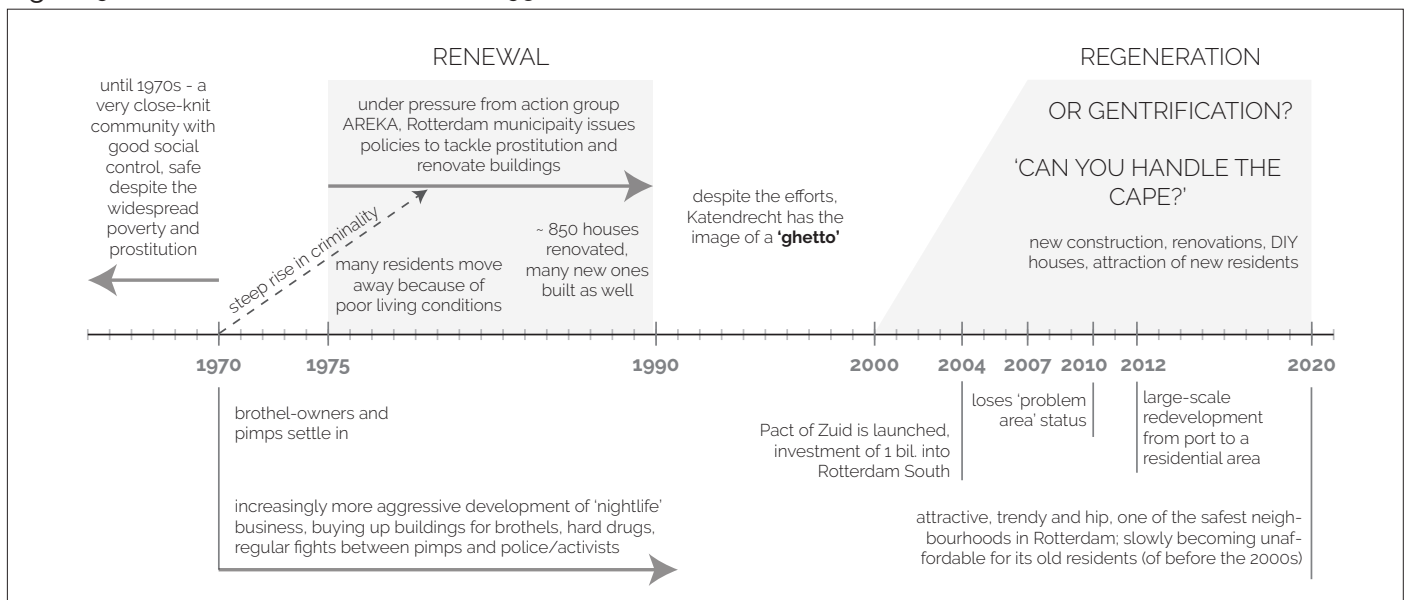 RENEWAL
REGENERATION
until 1970s - a
very close-knit
community with
good social
control, safe
despite the
widespread
poverty and
prostitution
under pressure from action group
AREKA, Rotterdam municipaity issues
policies to tackle prostitution and
renovate buildings
steep rise in criminality
many residents move
away because of
poor living conditions
~ 850 houses
renovated,
many new ones
built as well
despite the efforts,
Katendrecht has the
image of a 'ghetto'
OR GENTRIFICATION?
'CAN YOU HANDLE THE
CAPE?'
new construction, renovations, DIY
houses, attraction of new residents
1970 1975 1990 2000 2004 2007 2010 2012 2020
brothel-owners and
pimps settle in
increasingly more aggressive development of 'nightlife'
business, buying up buildings for brothels, hard drugs,
regular fights between pimps and police/activists
Pact of Zuid is launched,
investment of 1 bil. into
Rotterdam South
loses 'problem
area' status
large-scale
redevelopment
from port to a
residential area
attractive, trendy and hip, one of the safest neigh-
bourhoods in Rotterdam; slowly becoming unaf-
fordable for its old residents (of before the 2000s)